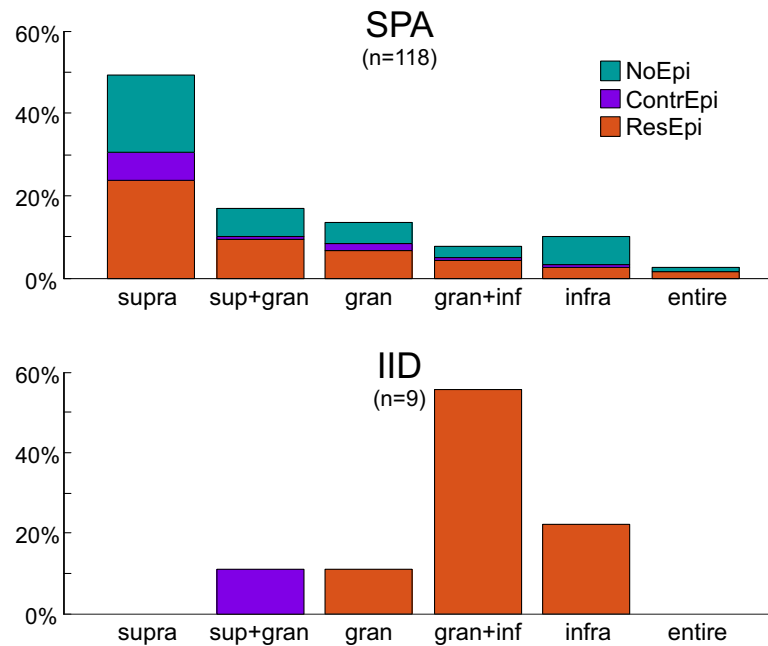 SPA
(n=118)
60%
40%
20%
0%
NoEpi
ContrEpi
ResEpi
supra sup+gran gran gran+inf infra entire
IID
(n=9)
60%
40%
20%
0%
supra sup+gran gran gran+inf infra entire